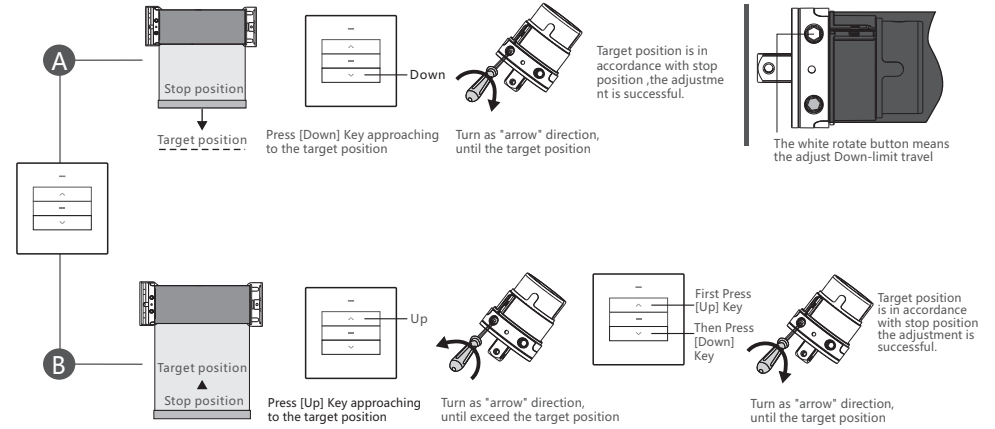 A
Stop position
Target position
Down
Press [Down] Key approaching
to the target position
Turn as "arrow" direction,
until the target position
Target position is in
accordance with stop
position ,the adjustme
nt is successful.
The white rotate button means
the adjust Down-limit travel
B
Target position
Stop position
Up
Press [Up] Key approaching
to the target position
Turn as "arrow" direction,
until exceed the target position
First Press
[Up] Key
Then Press
[Down]
Key
Turn as "arrow" direction,
until the target position
Target position
is in accordance
with stop position
the adjustment is
successful.